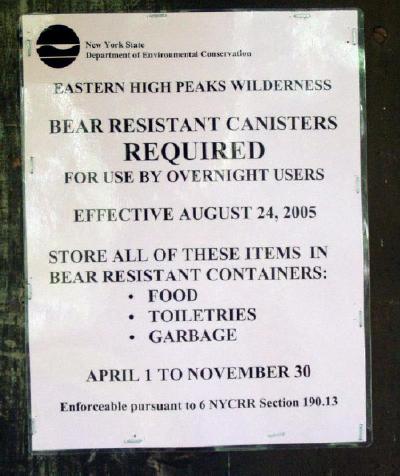 New York State
Department of Environmental Conservation
EASTERN HIGH PEAKS WILDERNESS
BEAR RESISTANT CANISTERS
REQUIRED
FOR USE BY OVERNIGHT USERS
EFFECTIVE AUGUST 24, 2005
STORE ALL OF THESE ITEMS IN
BEAR RESISTANT CONTAINERS:
• FOOD
• TOILETRIES
• GARBAGE
APRIL 1 TO NOVEMBER 30
Enforceable pursuant to 6 NYCRR Section 190.13